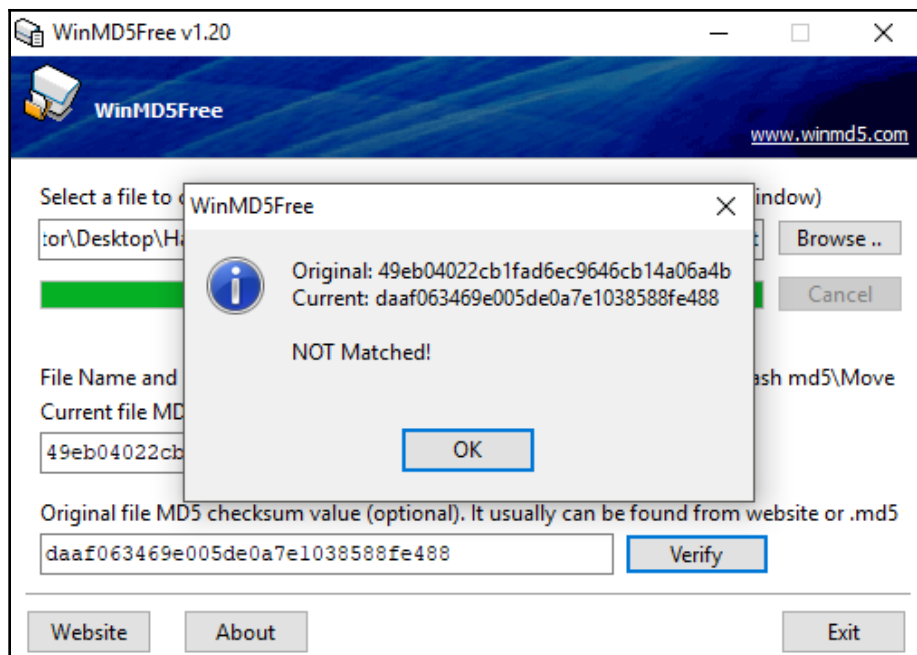 WinMD5Free v1.20
WinMD5Free
www.winmd5.com
Select a file to
indow)
WinMD5Free
tor\Desktop\H
Browse ..
Original: 49eb04022cb1fad6ec9646cb14a06a4b
Current: daaf063469e005de0a7e1038588fe488
Cancel
NOT Matched!
File Name and
ash md5\Move
Current file MD
49eb04022cb
OK
Original file MD5 checksum value (optional). It usually can be found from website or .md5
daaf063469e005de0a7e1038588fe488
Verify
Website
About
Exit